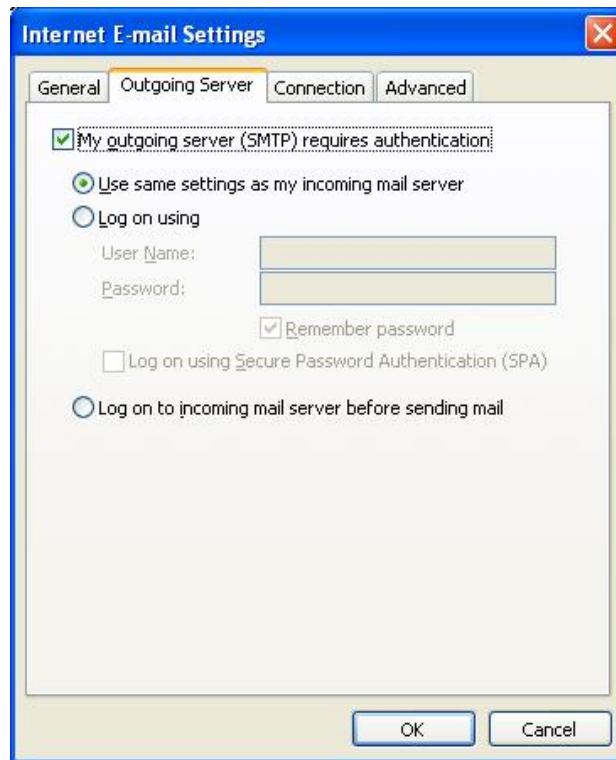 Internet E-mail Settings
General Outgoing Server Connection Advanced
My outgoing server (SMTP) requires authentication
Use same settings as my incoming mail server
Log on using
User Name:
Password:
Remember password
Log on using Secure Password Authentication (SPA)
Log on to incoming mail server before sending mail
OK Cancel